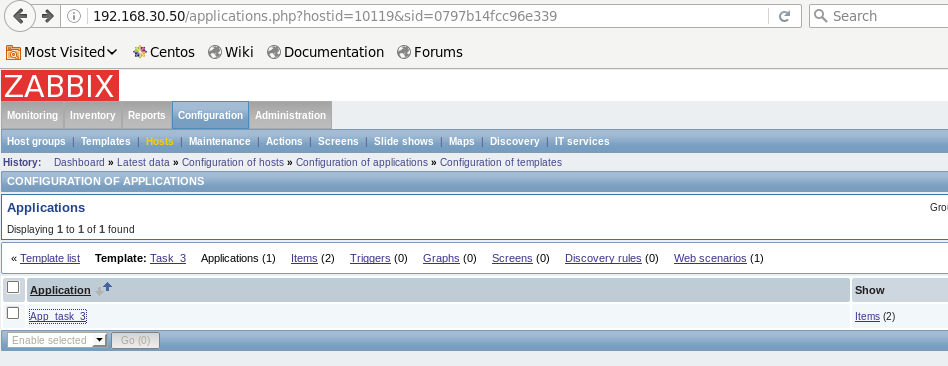 192.168.30.50/applications.php?hostid=10119&sid=0797b14fcc96e339 Search
Most Visited Centos Wiki Documentation Forums
ZABBIX
Monitoring Inventory Reports Configuration Administration
Host groups | Templates | Hosts | Maintenance | Actions | Screens | Slide shows | Maps | Discovery | IT services
History: Dashboard » Latest data » Configuration of hosts » Configuration of applications » Configuration of templates
CONFIGURATION OF APPLICATIONS
Applications Grou
Displaying 1 to 1 of 1 found
« Template list Template: Task_3 Applications (1) Items (2) Triggers (0) Graphs (0) Screens (0) Discovery rules (0) Web scenarios (1)
Application Show
App_task_3 Items (2)
Enable selected Go (0)